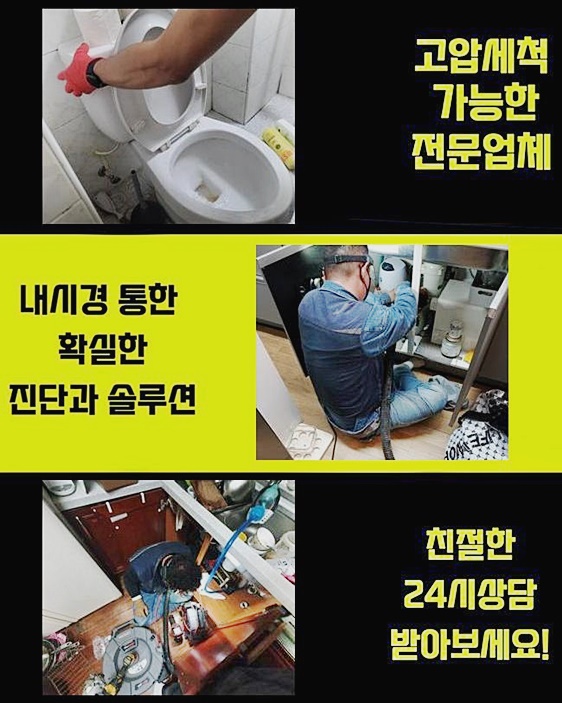 고압세척
가능한
전문업체
내시경 통한
확실한
진단과 솔루션
친절한
24시상담
받아보세요!